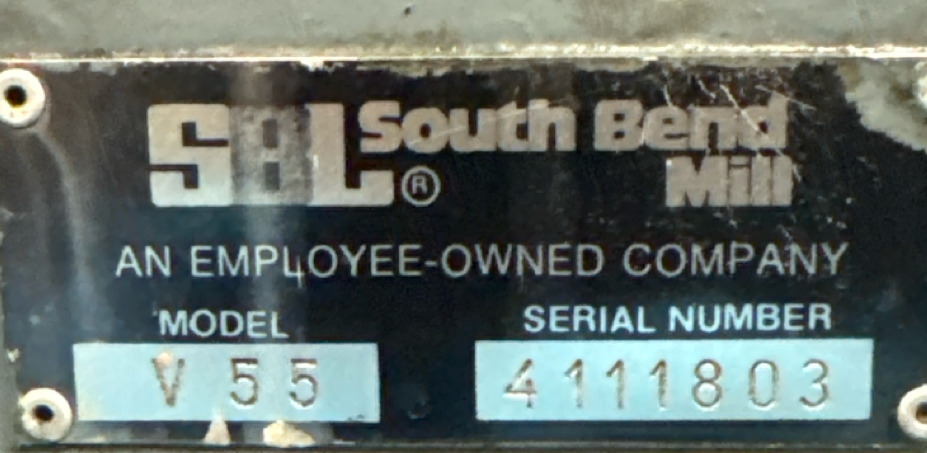 SBL South Bend
® Mill
AN EMPLOYEE-OWNED COMPANY
MODEL SERIAL NUMBER
V 55 4111803